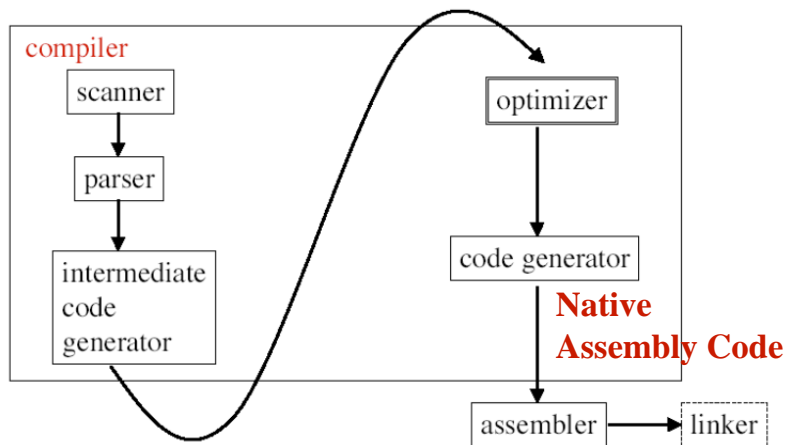 compiler
scanner
parser
intermediate
code
generator
optimizer
code generator
Native
Assembly Code
assembler
linker